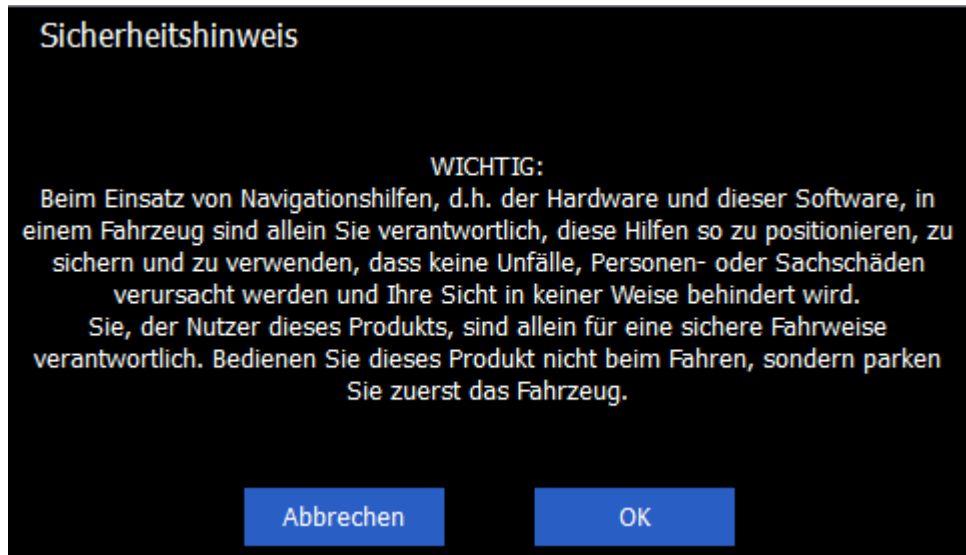 Sicherheitshinweis
WICHTIG:
Beim Einsatz von Navigationshilfen, d.h. der Hardware und dieser Software, in
einem Fahrzeug sind allein Sie verantwortlich, diese Hilfen so zu positionieren, zu
sichern und zu verwenden, dass keine Unfälle, Personen- oder Sachschäden
verursacht werden und Ihre Sicht in keiner Weise behindert wird.
Sie, der Nutzer dieses Produkts, sind allein für eine sichere Fahrweise
verantwortlich. Bedienen Sie dieses Produkt nicht beim Fahren, sondern parken
Sie zuerst das Fahrzeug.
Abbrechen
OK